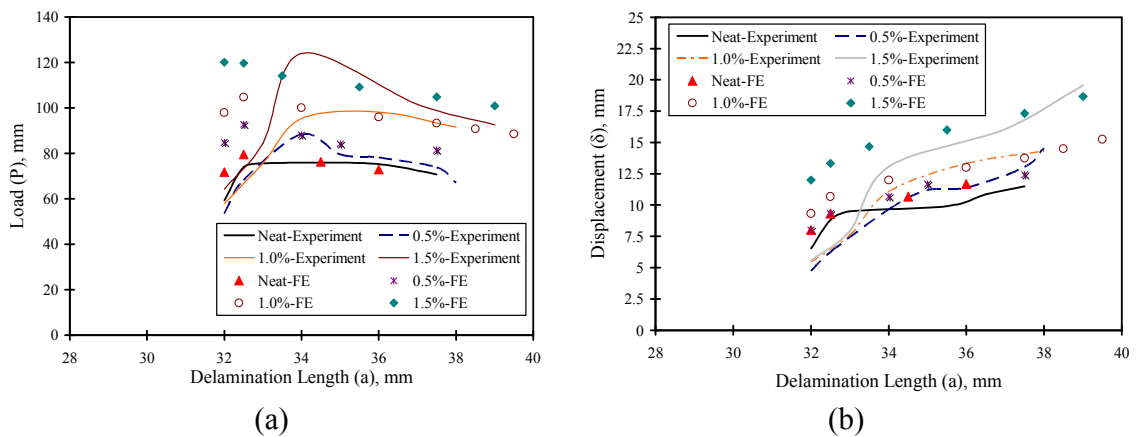 140
120
100
80
60
40
20
0
Load (P), mm
Neat-Experiment
0.5%-Experiment
1.0%-Experiment
1.5%-Experiment
Neat-FE
0.5%-FE
1.0%-FE
1.5%-FE
28 30 32 34 36 38 40
Delamination Length (a), mm
(a)
25
22.5
20
17.5
15
12.5
10
7.5
5
2.5
0
Displacement (δ), mm
Neat-Experiment
0.5%-Experiment
1.0%-Experiment
1.5%-Experiment
Neat-FE
0.5%-FE
1.0%-FE
1.5%-FE
28 30 32 34 36 38 40
Delamination Length (a), mm
(b)